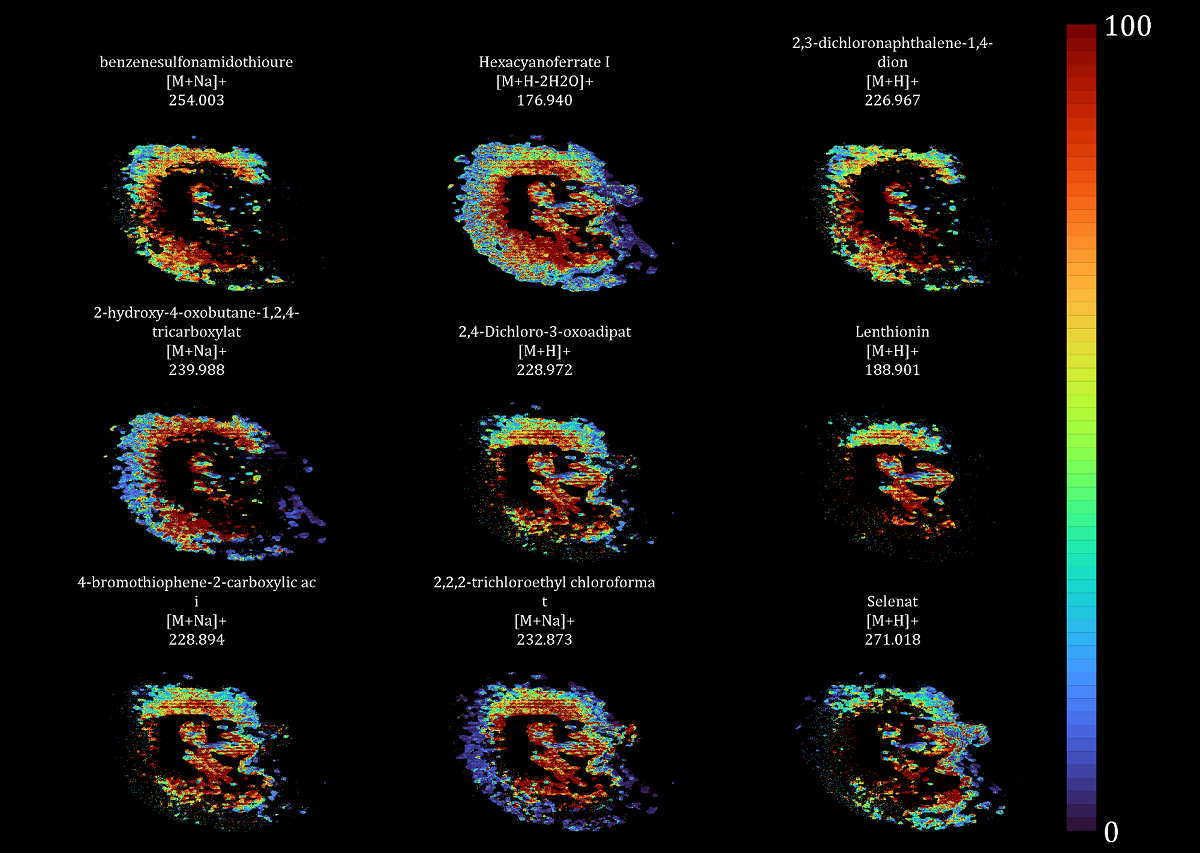 benzenesulfonamidothioure
[M+Na]+
254.003
Hexacyanoferrate I
[M+H-2H2O]+
176.940
2,3-dichloronaphthalene-1,4-
dion
[M+H]+
226.967
100
2-hydroxy-4-oxobutane-1,2,4-
tricarboxylat
[M+Na]+
239.988
2,4-Dichloro-3-oxoadipat
[M+H]+
228.972
Lenthionin
[M+H]+
188.901
4-bromothiophene-2-carboxylic ac
i
[M+Na]+
228.894
2,2,2-trichloroethyl chloroforma
t
[M+Na]+
232.873
Selenat
[M+H]+
271.018
0